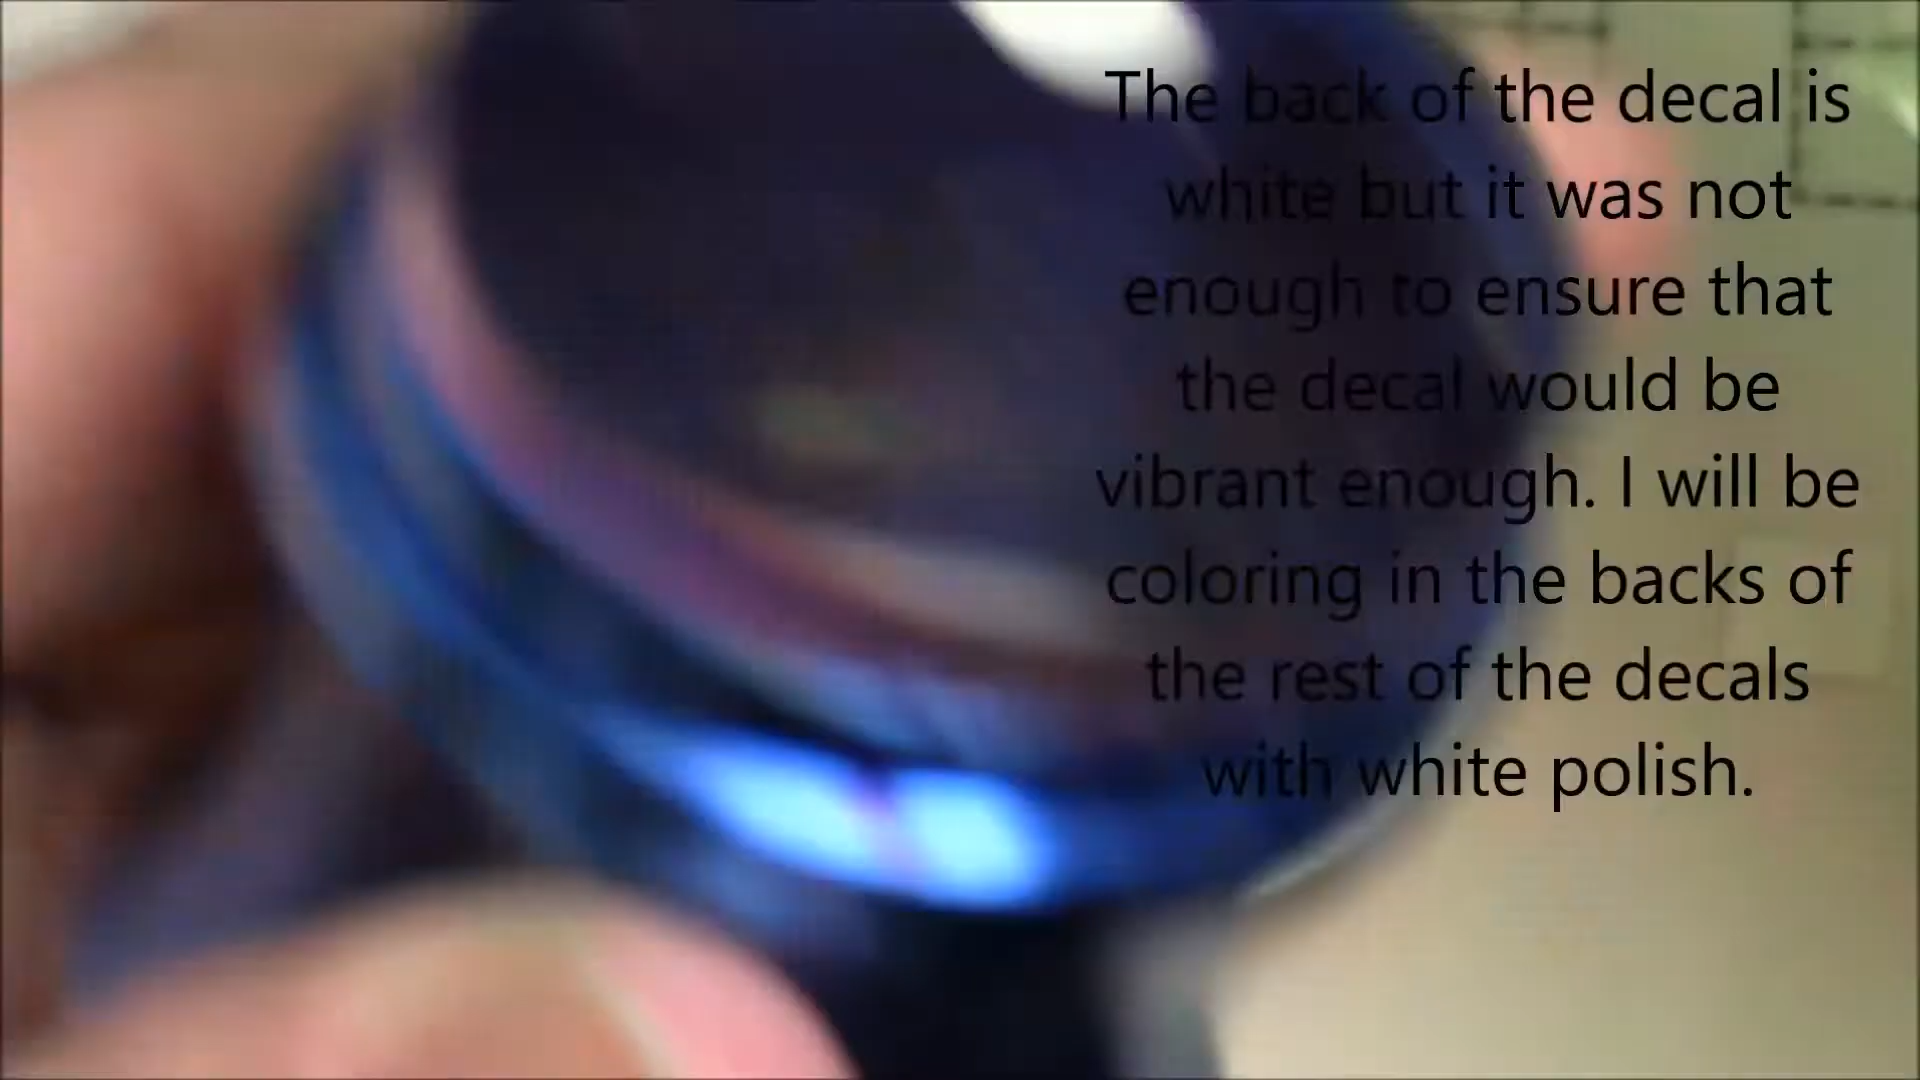 The back of the decal is
white but it was not
enough to ensure that
the decal would be
vibrant enough. I will be
coloring in the backs of
the rest of the decals
with white polish.